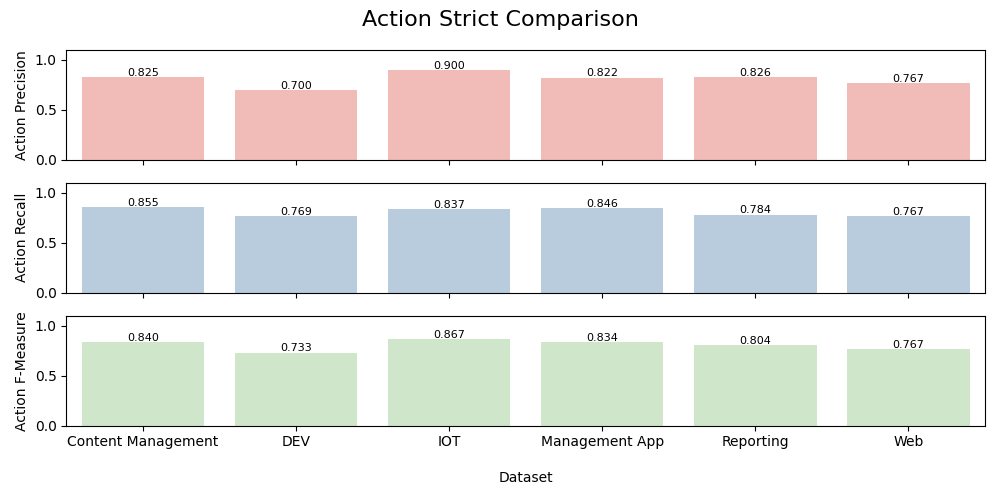 Action Strict Comparison
Action Precision
1.0
0.5
0.0
0.825
0.700
0.900
0.822
0.826
0.767
Action Recall
1.0
0.5
0.0
0.855
0.769
0.837
0.846
0.784
0.767
Action F-Measure
1.0
0.5
0.0
0.840
0.733
0.867
0.834
0.804
0.767
Content Management
DEV
IOT
Management App
Reporting
Web
Dataset